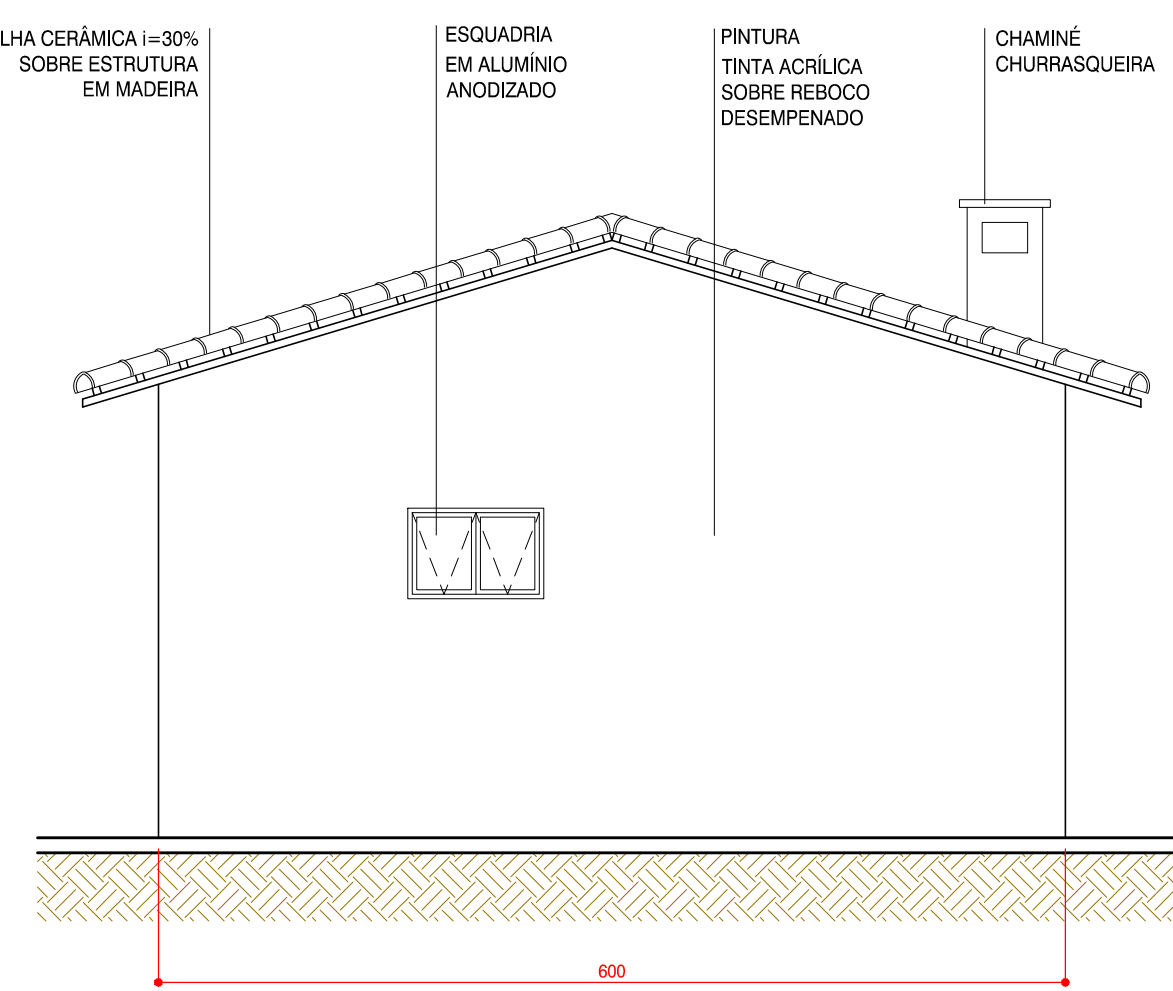 LHA CERÂMICA i=30%
SOBRE ESTRUTURA
EM MADEIRA
ESQUADRIA
EM ALUMÍNIO
ANODIZADO
PINTURA
TINTA ACRÍLICA
SOBRE REBOCO
DESEMPENADO
CHAMINÉ
CHURRASQUEIRA
600